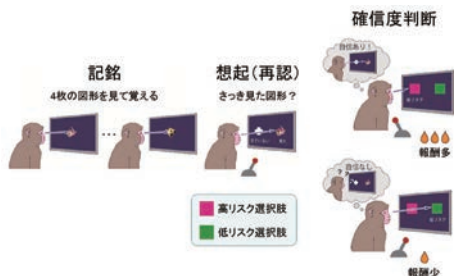 記銘
4枚の図形を見て覚える
...
想起(再認)
さっき見た図形?
確信度判断
自信あり!
報酬多
自信なし
? ?
報酬少
高リスク選択肢
低リスク選択肢